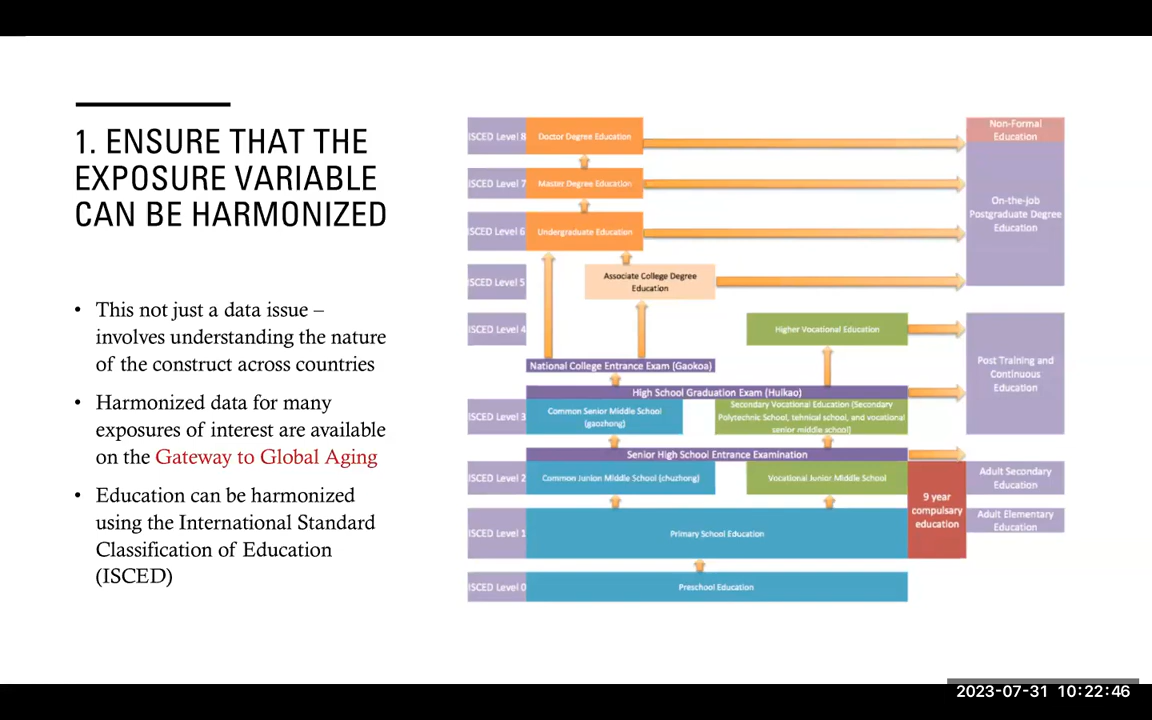 1. ENSURE THAT THE
EXPOSURE VARIABLE
CAN BE HARMONIZED
• This not just a data issue –
involves understanding the nature
of the construct across countries
• Harmonized data for many
exposures of interest are available
on the Gateway to Global Aging
• Education can be harmonized
using the International Standard
Classification of Education
(ISCED)
ISCED Level 8
Doctor Degree Education
Non-Formal
Education
ISCED Level 7
Master Degree Education
On-the-job
Postgraduate Degree
Education
ISCED Level 6
Undergraduate Education
ISCED Level 5
Associate College Degree
Education
ISCED Level 4
Higher Vocational Education
National College Entrance Exam (Gaokoa)
High School Graduation Exam (Huikao)
Post Training and
Continuous
Education
ISCED Level 3
Common Senior Middle School
(gaozhong)
Secondary Vocational Education (Secondary
Polytechnic School, tehnical school, and vocational
senior middle school]
Senior High School Entrance Examination
ISCED Level 2
Common Junion Middle School (chuzhong)
Vocational Junior Middle School
9 year
compulsary
education
Adult Secondary
Education
Adult Elementary
Education
ISCED Level 1
Primary School Education
ISCED Level 0
Preschool Education
2023-07-31 10:22:46